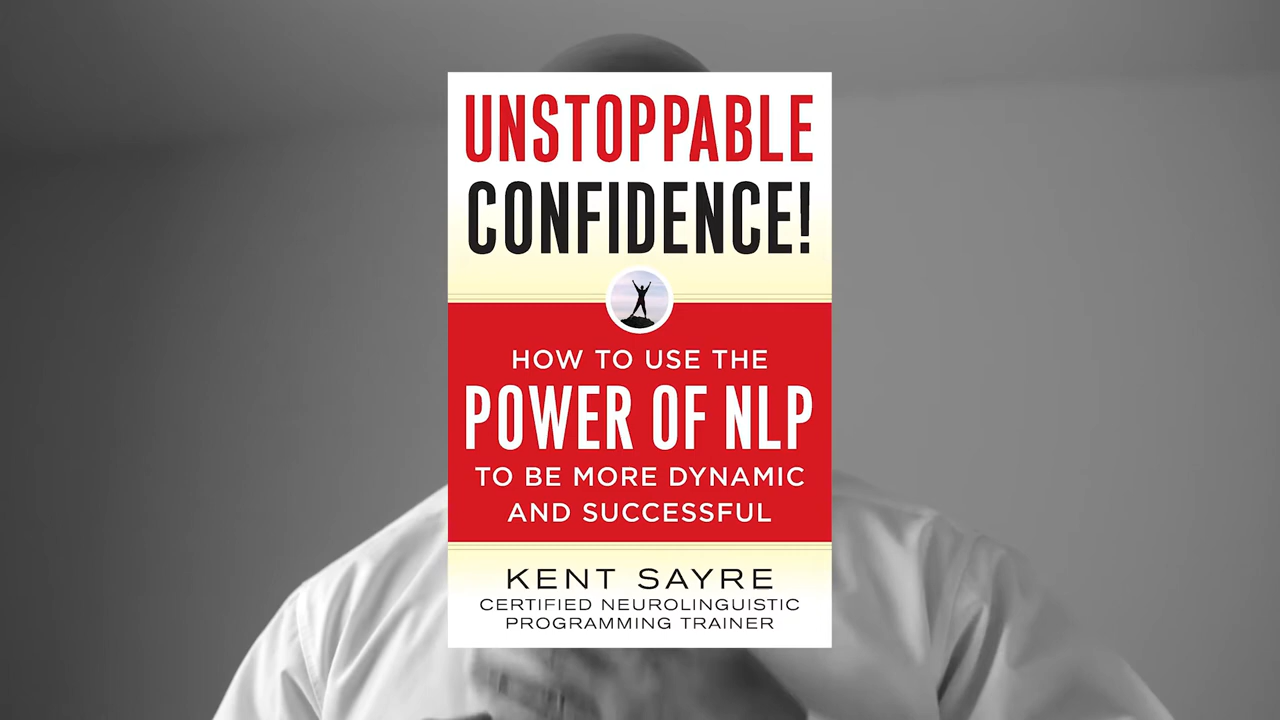 UNSTOPPABLE
CONFIDENCE!
HOW TO USE THE
POWER OF NLP
TO BE MORE DYNAMIC
AND SUCCESSFUL
KENT SAYRE
CERTIFIED NEUROLINGUISTIC
PROGRAMMING TRAINER